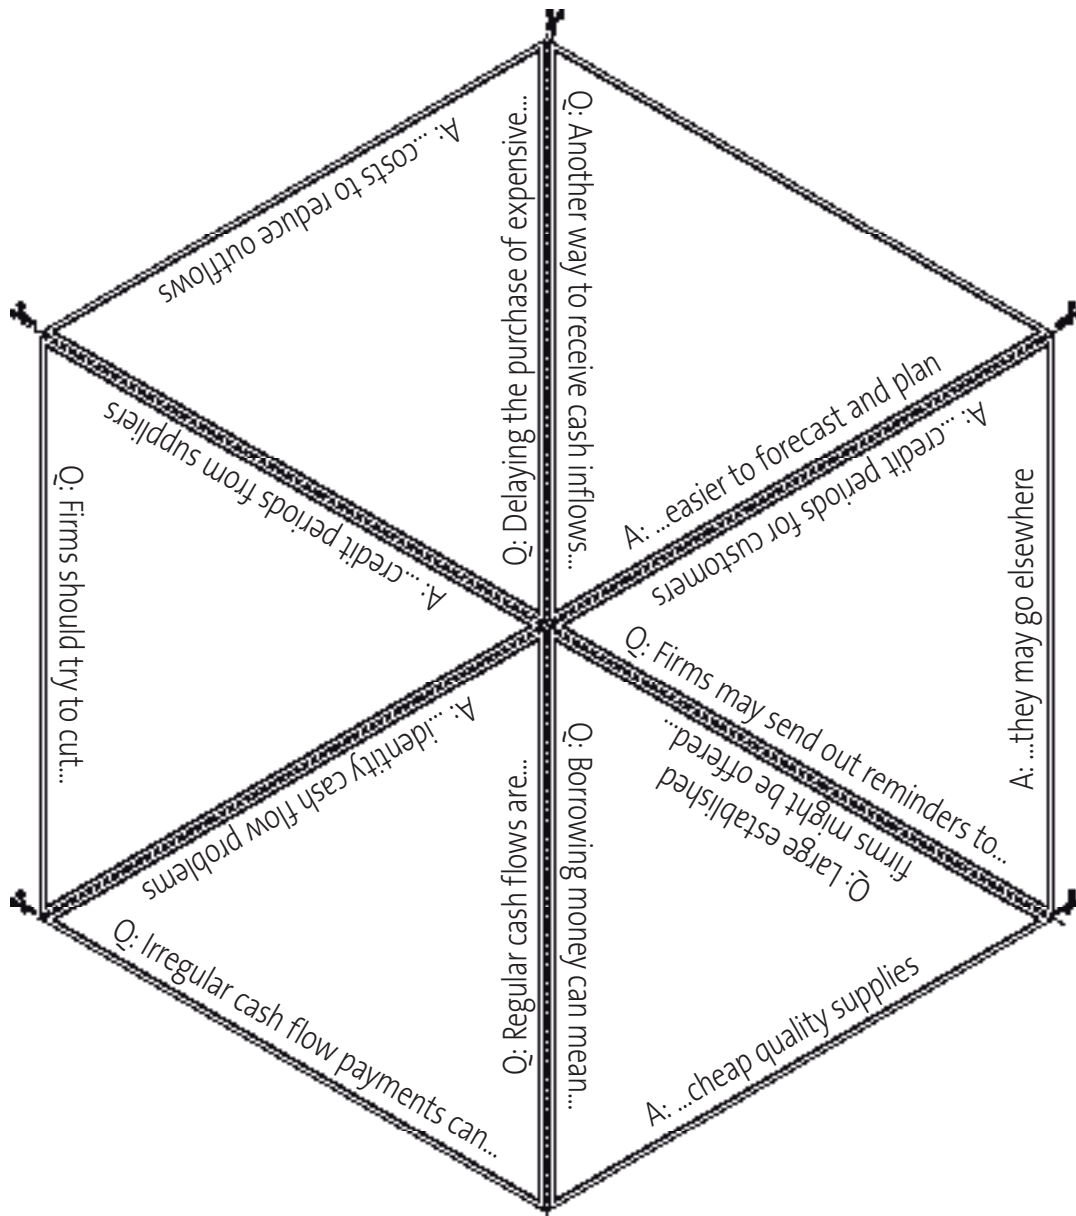 A: ...costs to reduce outflows
Q: Delaying the purchase of expensive...
Q: Another way to receive cash inflows...
A: ...easier to forecast and plan
A: ...credit periods for customers
A: ...they may go elsewhere
Q: Firms may send out reminders to...
A: ...credit periods from suppliers
Q: Firms should try to cut...
A: ...identity cash flow problems
Q: Irregular cash flow payments can...
Q: Regular cash flows are...
Q: Borrowing money can mean...
Q: Large established
firms might be offered...
A: ...cheap quality supplies